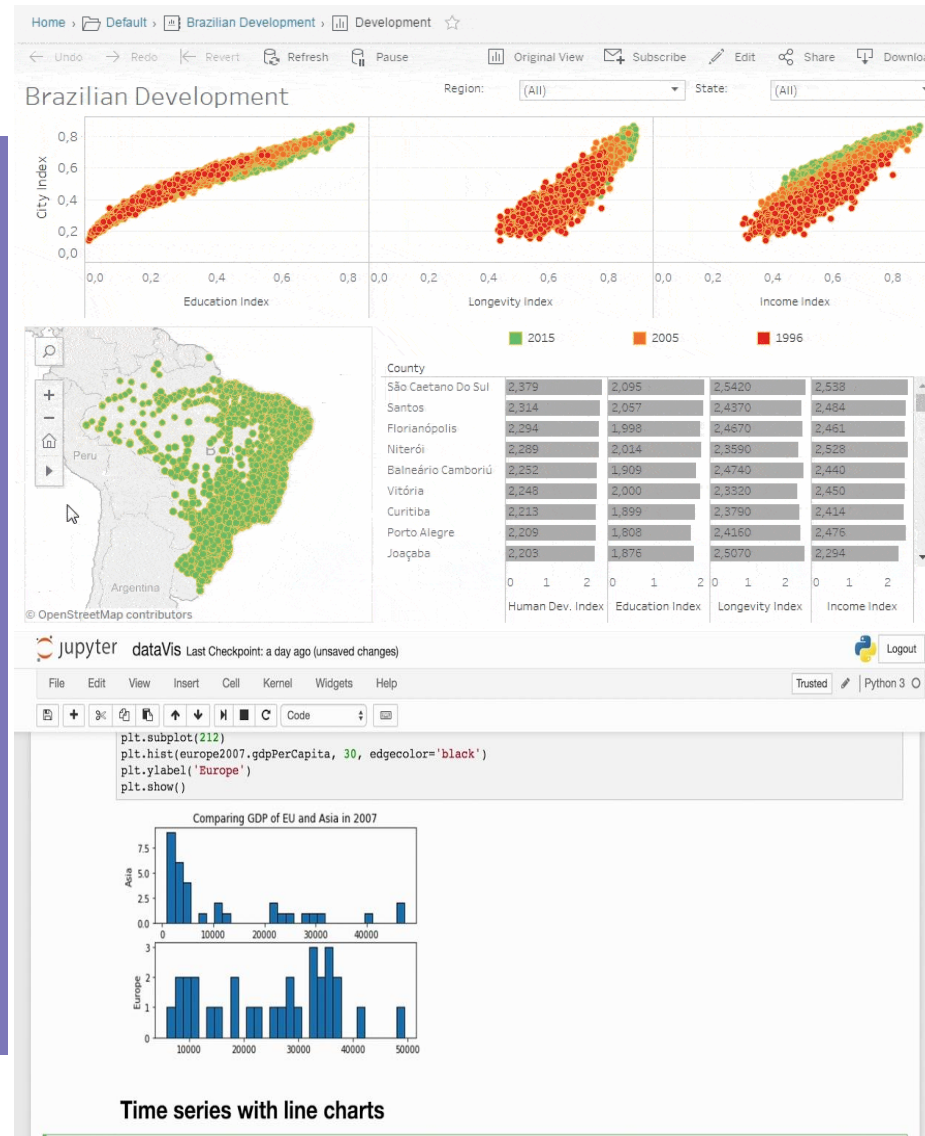 Home › Default › Brazilian Development › Development
Undo Redo Revert Refresh Pause Original View Subscribe Edit Share
Brazilian Development
Region: (All) State: (All)
City Index
0,8
0,6
0,4
0,2
0,0
0,0 0,2 0,4 0,6 0,8 0,0 0,2 0,4 0,6 0,8 0,0 0,2 0,4 0,6 0,8
Education Index Longevity Index Income Index
2015 2005 1996
Peru
Argentina
© OpenStreetMap contributors
County
São Caetano Do Sul 2,379 2,095 2,5420 2,538
Santos 2,314 2,057 2,4370 2,484
Florianópolis 2,294 1,998 2,4670 2,461
Niterói 2,289 2,014 2,3590 2,528
Balneário Camboriú 2,252 1,909 2,4740 2,440
Vitória 2,248 2,000 2,3320 2,450
Curitiba 2,213 1,899 2,3790 2,414
Porto Alegre 2,209 1,808 2,4160 2,476
Joaçaba 2,203 1,876 2,5070 2,294
0 1 2 0 1 2 0 1 2 0 1 2
Human Dev. Index Education Index Longevity Index Income Index
jupyter dataVis Last Checkpoint: a day ago (unsaved changes) Logout
File Edit View Insert Cell Kernel Widgets Help Trusted Python 3
Code
plt.subplot(212)
plt.hist(europe2007.gdpPerCapita, 30, edgecolor='black')
plt.ylabel('Europe')
plt.show()
Comparing GDP of EU and Asia in 2007
Asia
7.5
5.0
2.5
0.0
0 10000 20000 30000 40000
Europe
3
2
1
0
10000 20000 30000 40000 50000
Time series with line charts